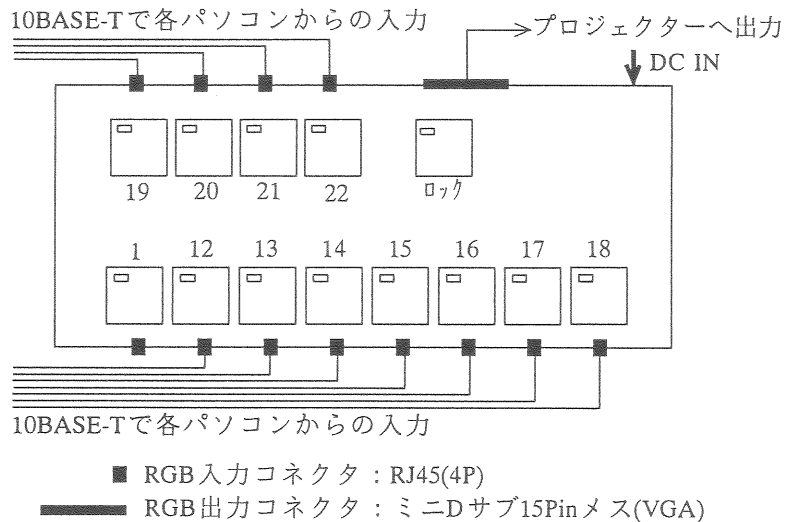 10BASE-Tで各パソコンからの入力
プロジェクターへ出力
DC IN
19 20 21 22 ロック
1 12 13 14 15 16 17 18
10BASE-Tで各パソコンからの入力
RGB入力コネクタ：RJ45(4P)
RGB出力コネクタ：ミニDサブ15Pinメス(VGA)